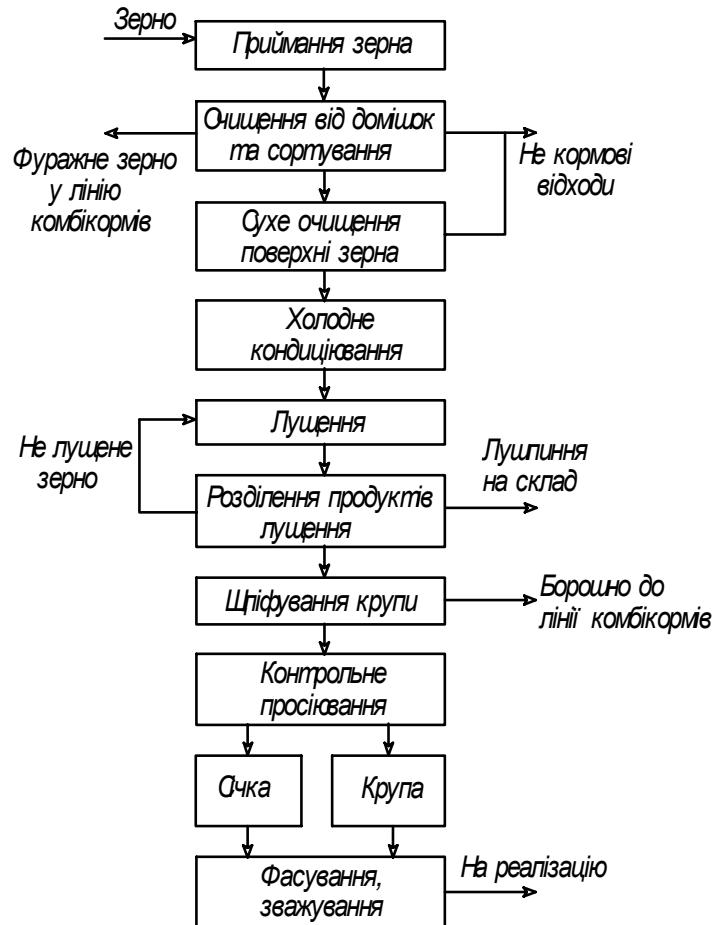 Зерно
Приймання зерна
Очищення від домішок
та сортування
Фуражне зерно
у лінію
комбікормів
Не кормові
відходи
Сухе очищення
поверхні зерна
Холодне
кондиціювання
Лущення
Не лущене
зерно
Розділення продуктів
лущення
Лушпиння
на склад
Шліфування крупи
Борошно до
лінії комбікормів
Контрольне
просіювання
Січка
Крупа
Фасування,
зважування
На реалізацію